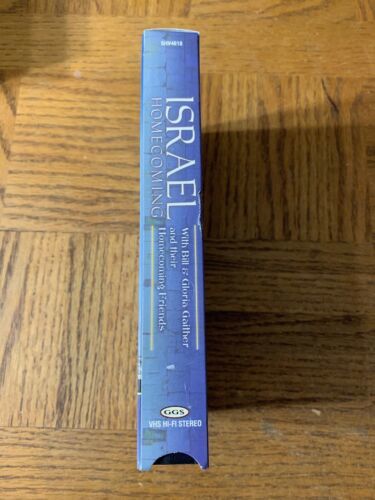 SHV4618
ISRAEL
HOMECOMING
With Bill & Gloria Gaither
and their
Homecoming Friends
GGS
VHS HI-FI STEREO